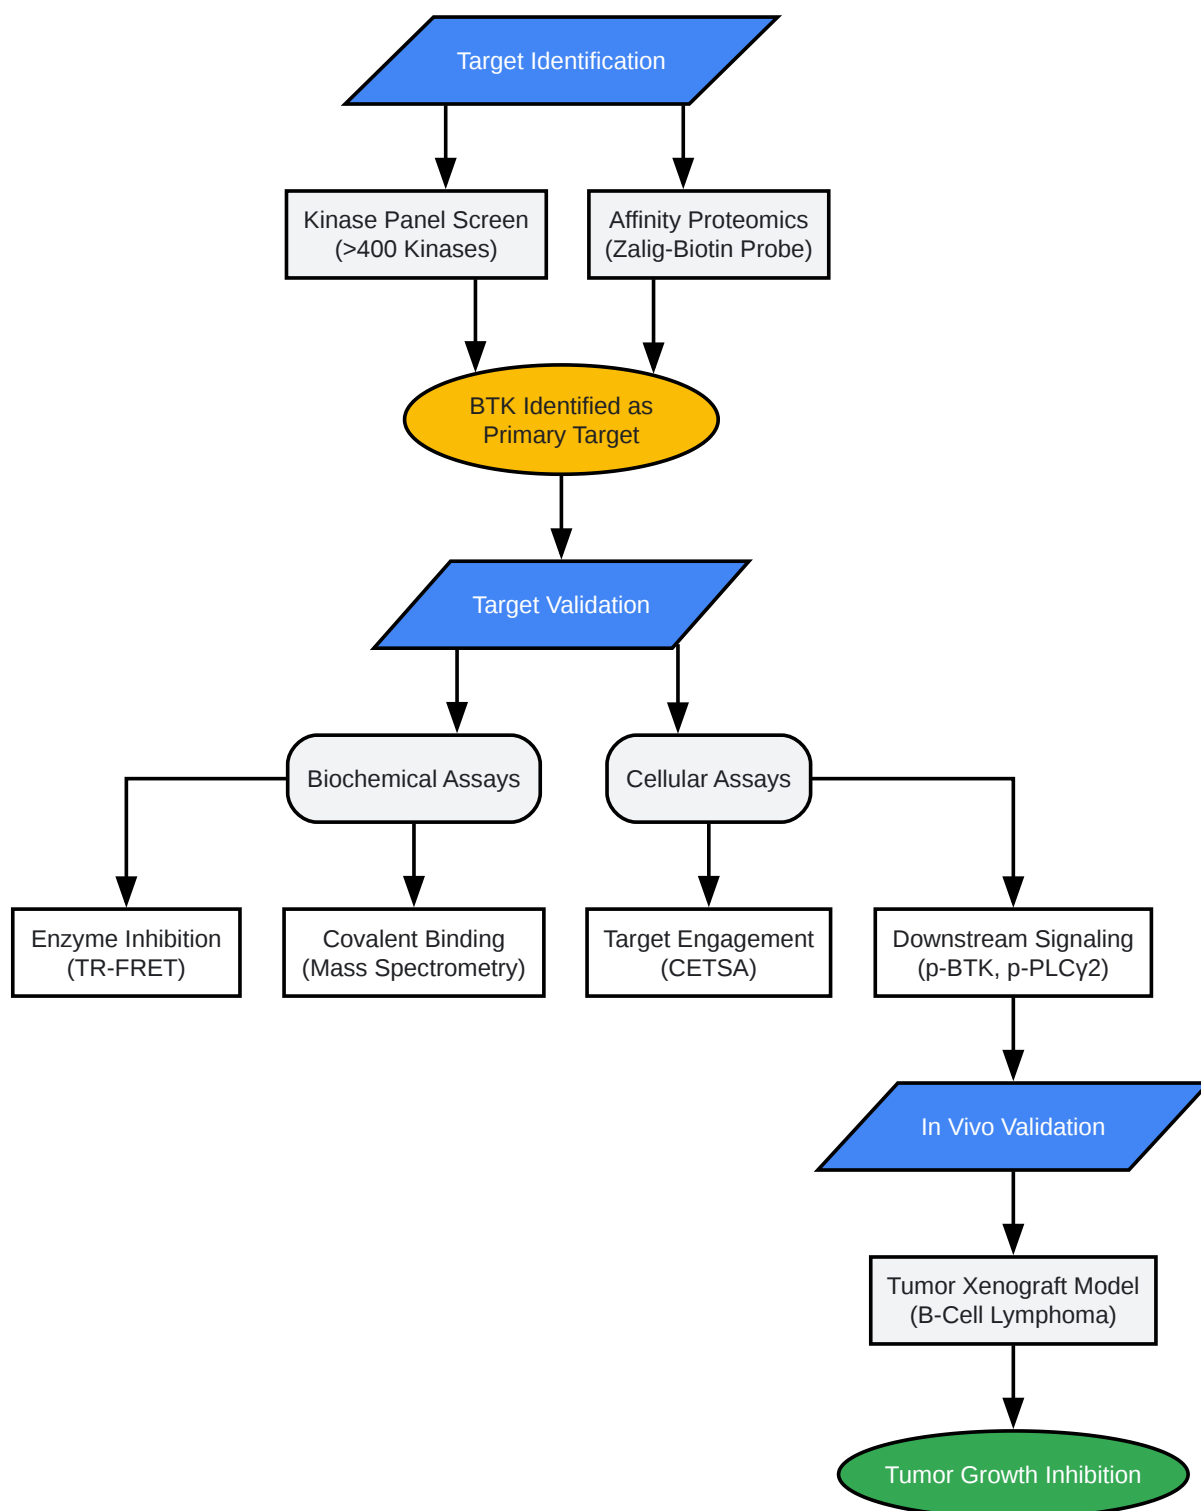 Target Identification
Kinase Panel Screen
(>400 Kinases)
Affinity Proteomics
(Zalig-Biotin Probe)
BTK Identified as
Primary Target
Target Validation
Biochemical Assays
Cellular Assays
Enzyme Inhibition
(TR-FRET)
Covalent Binding
(Mass Spectrometry)
Target Engagement
(CETSA)
Downstream Signaling
(p-BTK, p-PLCγ2)
In Vivo Validation
Tumor Xenograft Model
(B-Cell Lymphoma)
Tumor Growth Inhibition